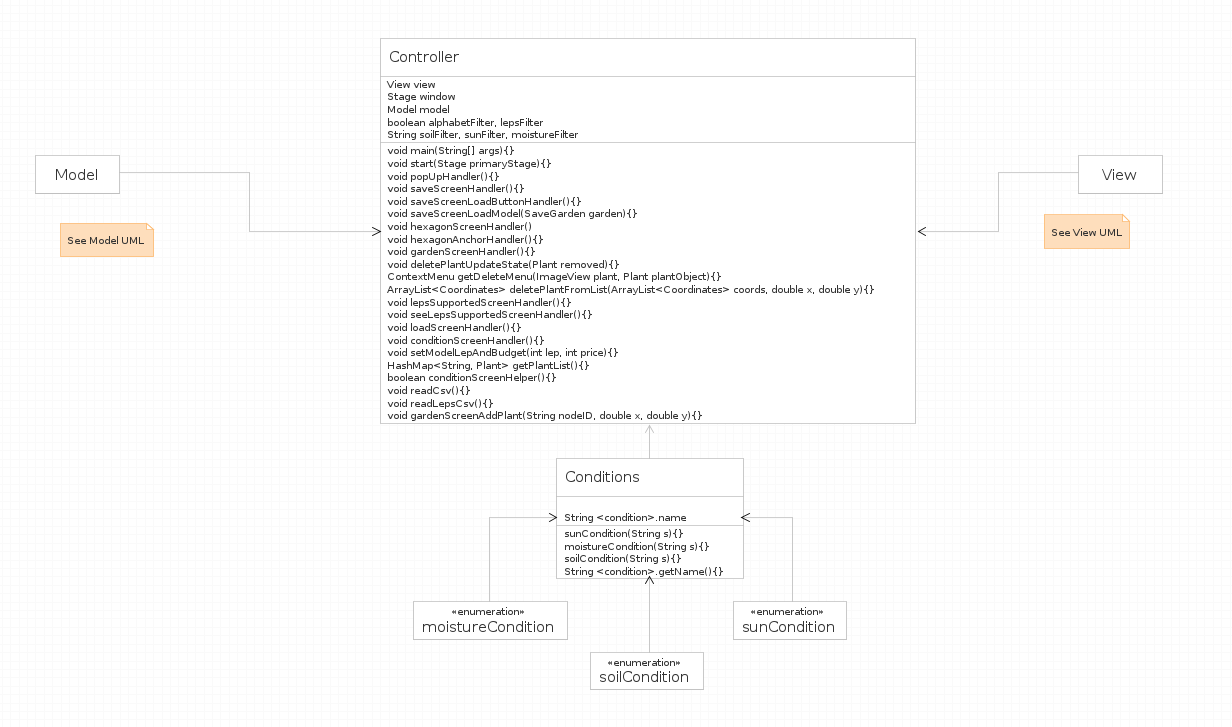 Controller
View view
Stage window
Model model
boolean alphabetFilter, lepsFilter
String soilFilter, sunFilter, moistureFilter
void main(String[] args){}
void start(Stage primaryStage){}
void popUpHandler(){}
void saveScreenHandler(){}
void saveScreenLoadButtonHandler(){}
void saveScreenLoadModel(SaveGarden garden){}
void hexagonScreenHandler()
void hexagonAnchorHandler(){}
void gardenScreenHandler(){}
void deletePlantUpdateState(Plant removed){}
ContextMenu getDeleteMenu(ImageView plant, Plant plantObject){}
ArrayList<Coordinates> deletePlantFromList(ArrayList<Coordinates> coords, double x, double y){}
void lepsSupportedScreenHandler(){}
void seeLepsSupportedScreenHandler(){}
void loadScreenHandler(){}
void conditionScreenHandler(){}
void setModelLepAndBudget(int lep, int price){}
HashMap<String, Plant> getPlantList(){}
boolean conditionScreenHelper(){}
void readCsv(){}
void readLepsCsv(){}
void gardenScreenAddPlant(String nodeID, double x, double y){}
Model
See Model UML
View
See View UML
Conditions
String <condition>.name
sunCondition(String s){}
moistureCondition(String s){}
soilCondition(String s){}
String <condition>.getName(){}
«enumeration»
moistureCondition
«enumeration»
sunCondition
«enumeration»
soilCondition